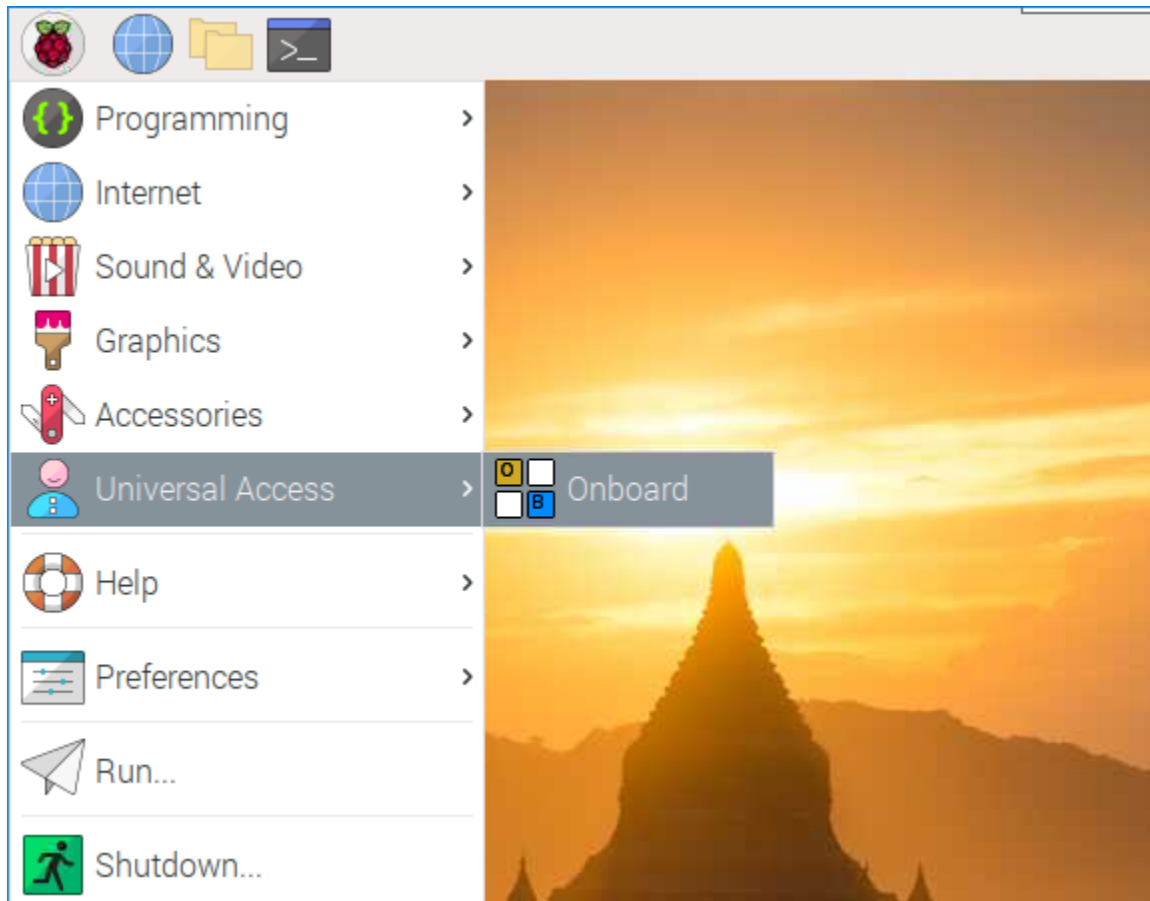 >_
{} Programming
Internet
Sound & Video
Graphics
Accessories
Universal Access
O B Onboard
Help
Preferences
Run...
Shutdown...